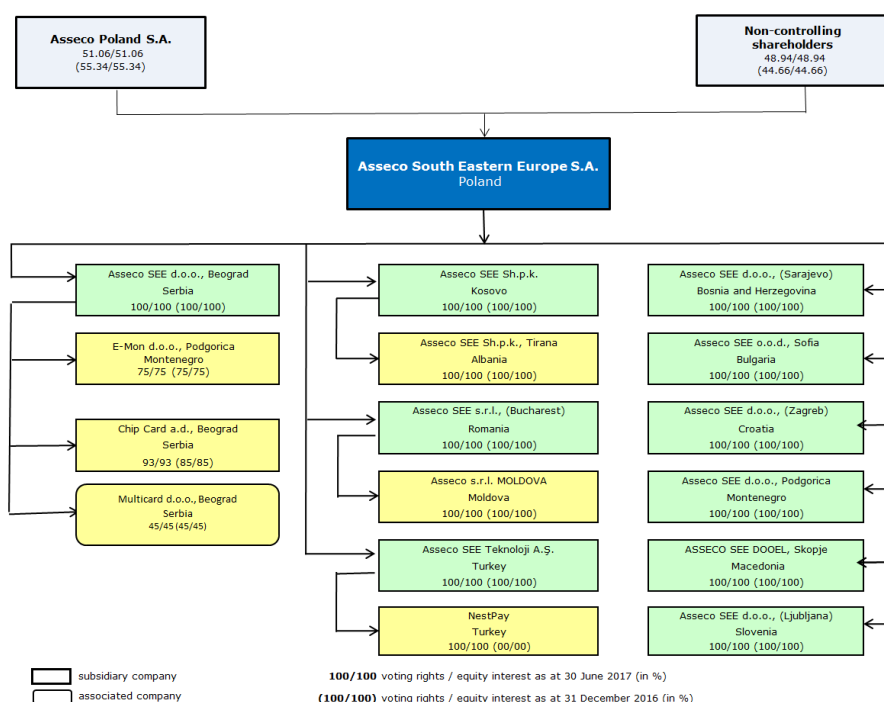 Asseco Poland S.A.
51.06/51.06
(55.34/55.34)
Non-controlling
shareholders
48.94/48.94
(44.66/44.66)
Asseco South Eastern Europe S.A.
Poland
Asseco SEE d.o.o., Beograd
Serbia
100/100 (100/100)
E-Mon d.o.o., Podgorica
Montenegro
75/75 (75/75)
Chip Card a.d., Beograd
Serbia
93/93 (85/85)
Multicard d.o.o., Beograd
Serbia
45/45 (45/45)
Asseco SEE Sh.p.k.
Kosovo
100/100 (100/100)
Asseco SEE Sh.p.k., Tirana
Albania
100/100 (100/100)
Asseco SEE s.r.l., (Bucharest)
Romania
100/100 (100/100)
Asseco s.r.l. MOLDOVA
Moldova
100/100 (100/100)
Asseco SEE Teknoloji A.Ş.
Turkey
100/100 (100/100)
NestPay
Turkey
100/100 (00/00)
Asseco SEE d.o.o., (Sarajevo)
Bosnia and Herzegovina
100/100 (100/100)
Asseco SEE o.o.d., Sofia
Bulgaria
100/100 (100/100)
Asseco SEE d.o.o., (Zagreb)
Croatia
100/100 (100/100)
Asseco SEE d.o.o., Podgorica
Montenegro
100/100 (100/100)
ASSECO SEE DOOEL, Skopje
Macedonia
100/100 (100/100)
Asseco SEE d.o.o., (Ljubljana)
Slovenia
100/100 (100/100)
subsidiary company
100/100 voting rights / equity interest as at 30 June 2017 (in %)
associated company
(100/100) voting rights / equity interest as at 31 December 2016 (in %)